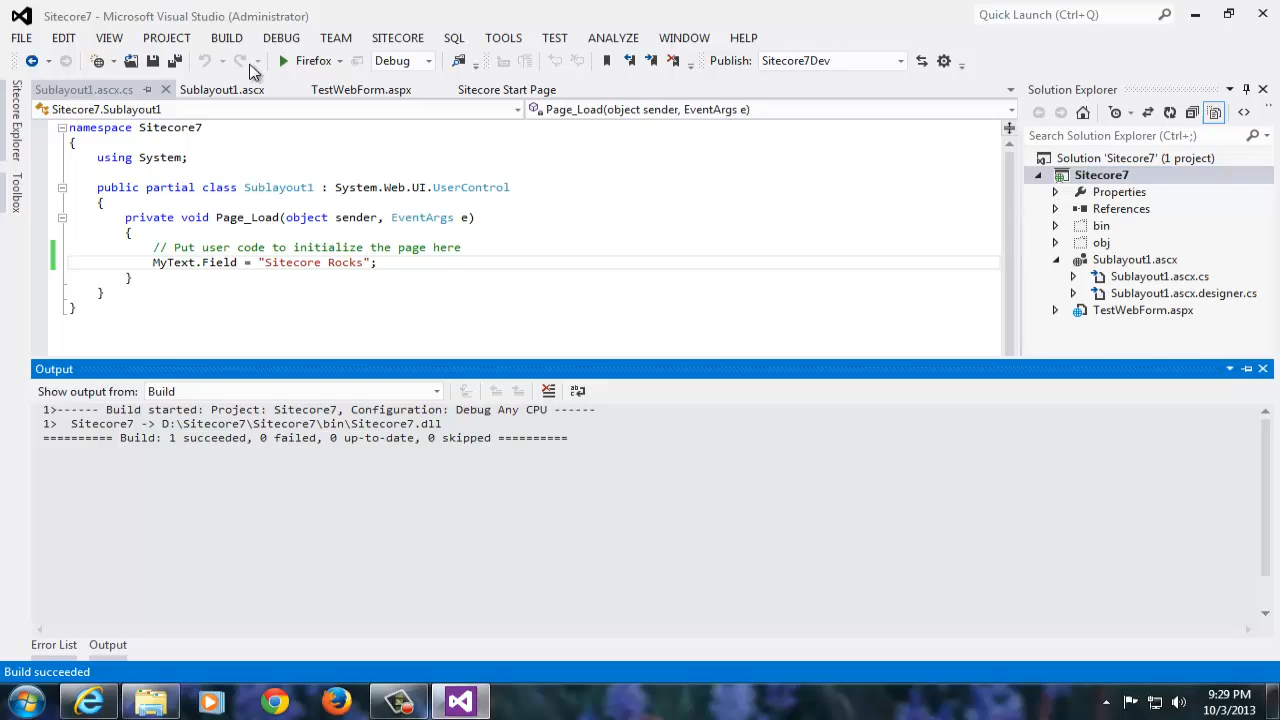 Sitecore7 - Microsoft Visual Studio (Administrator)
Quick Launch (Ctrl+Q)
FILE EDIT VIEW PROJECT BUILD DEBUG TEAM SITECORE SQL TOOLS TEST ANALYZE WINDOW HELP
Firefox Debug Publish: Sitecore7Dev
Sublayout1.ascx.cs Sublayout1.ascx TestWebForm.aspx Sitecore Start Page
Sitecore7.Sublayout1 Page_Load(object sender, EventArgs e)
Sitecore Explorer
Toolbox
namespace Sitecore7
{
using System;
public partial class Sublayout1 : System.Web.UI.UserControl
{
private void Page_Load(object sender, EventArgs e)
{
// Put user code to initialize the page here
MyText.Field = "Sitecore Rocks";
}
}
}
Solution Explorer
Search Solution Explorer (Ctrl+;)
Solution 'Sitecore7' (1 project)
Sitecore7
Properties
References
bin
obj
Sublayout1.ascx
Sublayout1.ascx.cs
Sublayout1.ascx.designer.cs
TestWebForm.aspx
Output
Show output from: Build
1>------ Build started: Project: Sitecore7, Configuration: Debug Any CPU ------
1> Sitecore7 -> D:\Sitecore7\Sitecore7\bin\Sitecore7.dll
========== Build: 1 succeeded, 0 failed, 0 up-to-date, 0 skipped ==========
Error List Output
Build succeeded
9:29 PM
10/3/2013